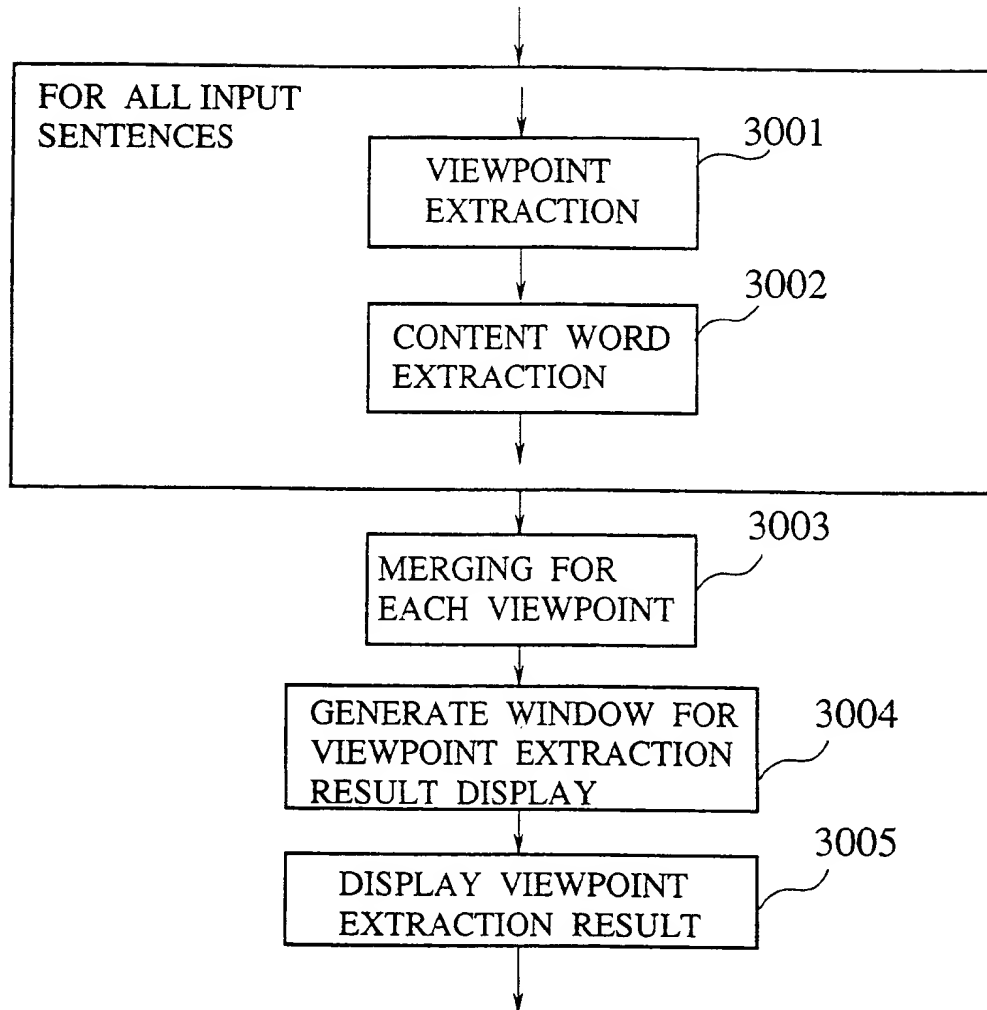 FOR ALL INPUT
SENTENCES
3001
VIEWPOINT
EXTRACTION
3002
CONTENT WORD
EXTRACTION
3003
MERGING FOR
EACH VIEWPOINT
3004
GENERATE WINDOW FOR
VIEWPOINT EXTRACTION
RESULT DISPLAY
3005
DISPLAY VIEWPOINT
EXTRACTION RESULT